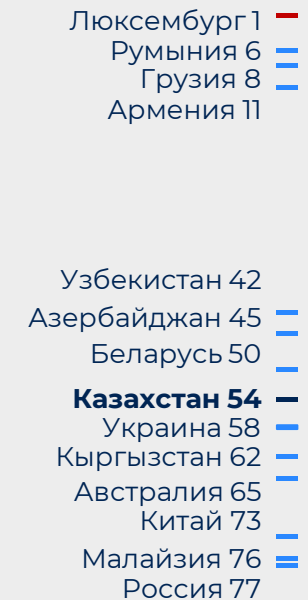 Люксембург 1
Румыния 6
Грузия 8
Армения 11
Узбекистан 42
Азербайджан 45
Беларусь 50
Казахстан 54
Украина 58
Кыргызстан 62
Австралия 65
Китай 73
Малайзия 76
Россия 77